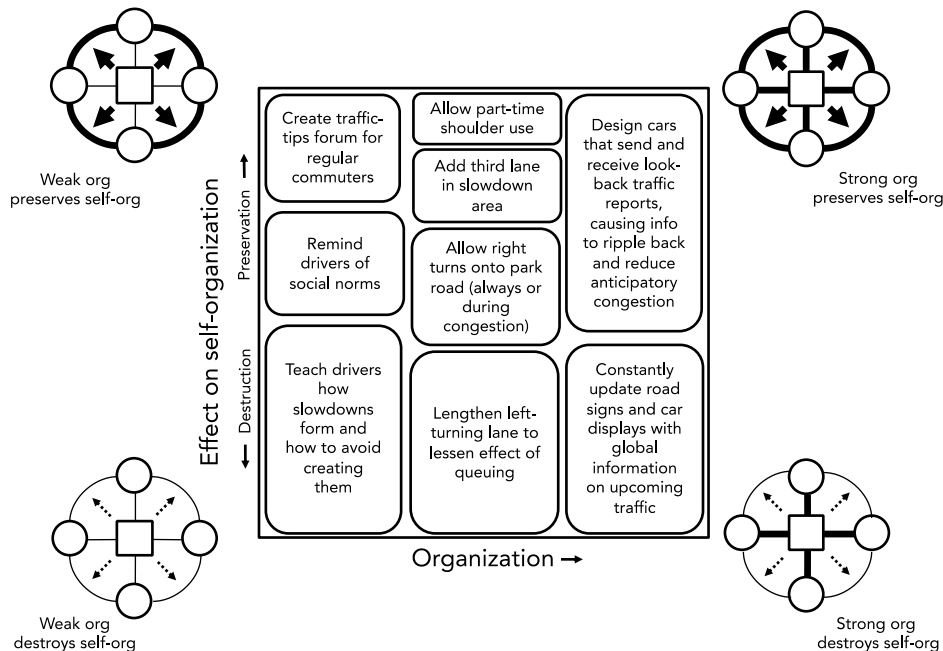 Weak org
preserves self-org
Strong org
preserves self-org
Effect on self-organization
Preservation →
← Destruction
Create traffic-
tips forum for
regular
commuters
Allow part-time
shoulder use
Add third lane
in slowdown
area
Design cars
that send and
receive look-
back traffic
reports,
causing info
to ripple back
and reduce
anticipatory
congestion
Remind
drivers of
social norms
Allow right
turns onto park
road (always or
during
congestion)
Teach drivers
how
slowdowns
form and
how to avoid
creating
them
Lengthen left-
turning lane to
lessen effect of
queuing
Constantly
update road
signs and car
displays with
global
information
on upcoming
traffic
Organization →
Weak org
destroys self-org
Strong org
destroys self-org